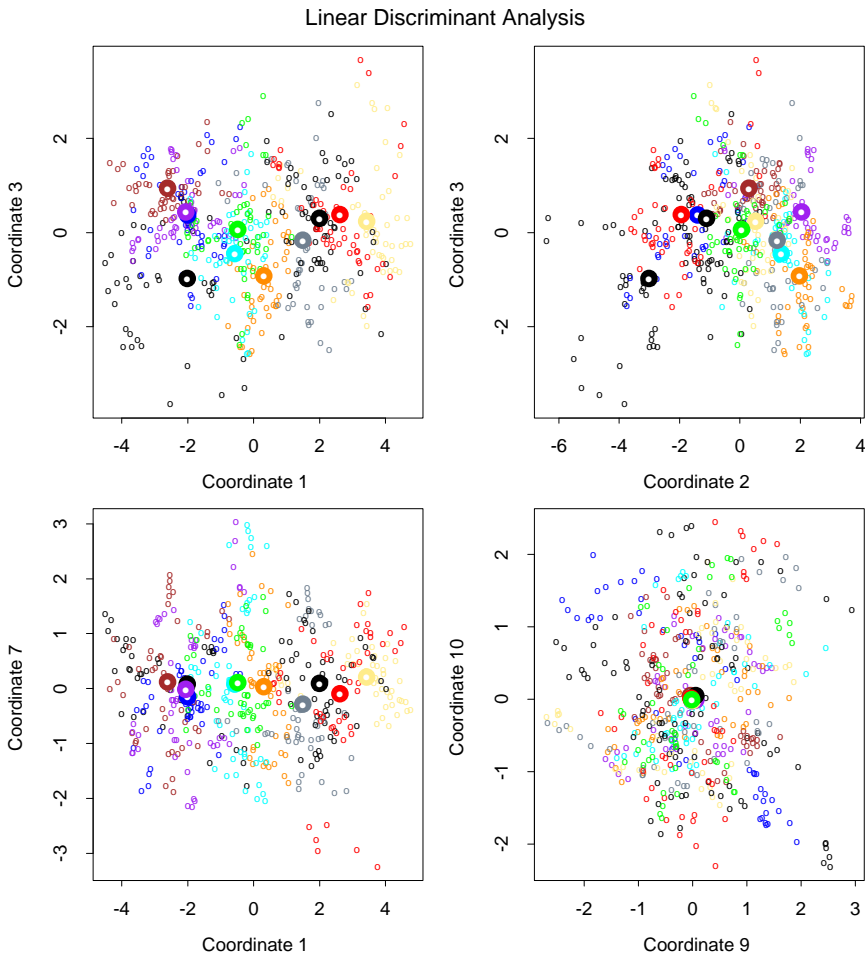 Linear Discriminant Analysis
Coordinate 3
2
0
-2
-4 -2 0 2 4
Coordinate 1
Coordinate 3
2
0
-2
-6 -4 -2 0 2 4
Coordinate 2
Coordinate 7
3
2
1
0
-1
-2
-3
-4 -2 0 2 4
Coordinate 1
Coordinate 10
2
1
0
-1
-2
-2 -1 0 1 2 3
Coordinate 9